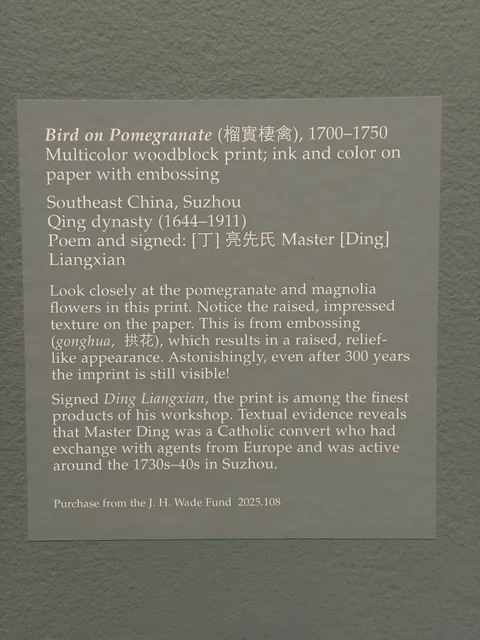 Bird on Pomegranate (榴實棲禽), 1700–1750
Multicolor woodblock print; ink and color on
paper with embossing
Southeast China, Suzhou
Qing dynasty (1644–1911)
Poem and signed: [丁] 亮先氏 Master [Ding]
Liangxian
Look closely at the pomegranate and magnolia
flowers in this print. Notice the raised, impressed
texture on the paper. This is from embossing
(gonghua, 拱花), which results in a raised, relief-
like appearance. Astonishingly, even after 300 years
the imprint is still visible!
Signed Ding Liangxian, the print is among the finest
products of his workshop. Textual evidence reveals
that Master Ding was a Catholic convert who had
exchange with agents from Europe and was active
around the 1730s–40s in Suzhou.
Purchase from the J. H. Wade Fund 2025.108